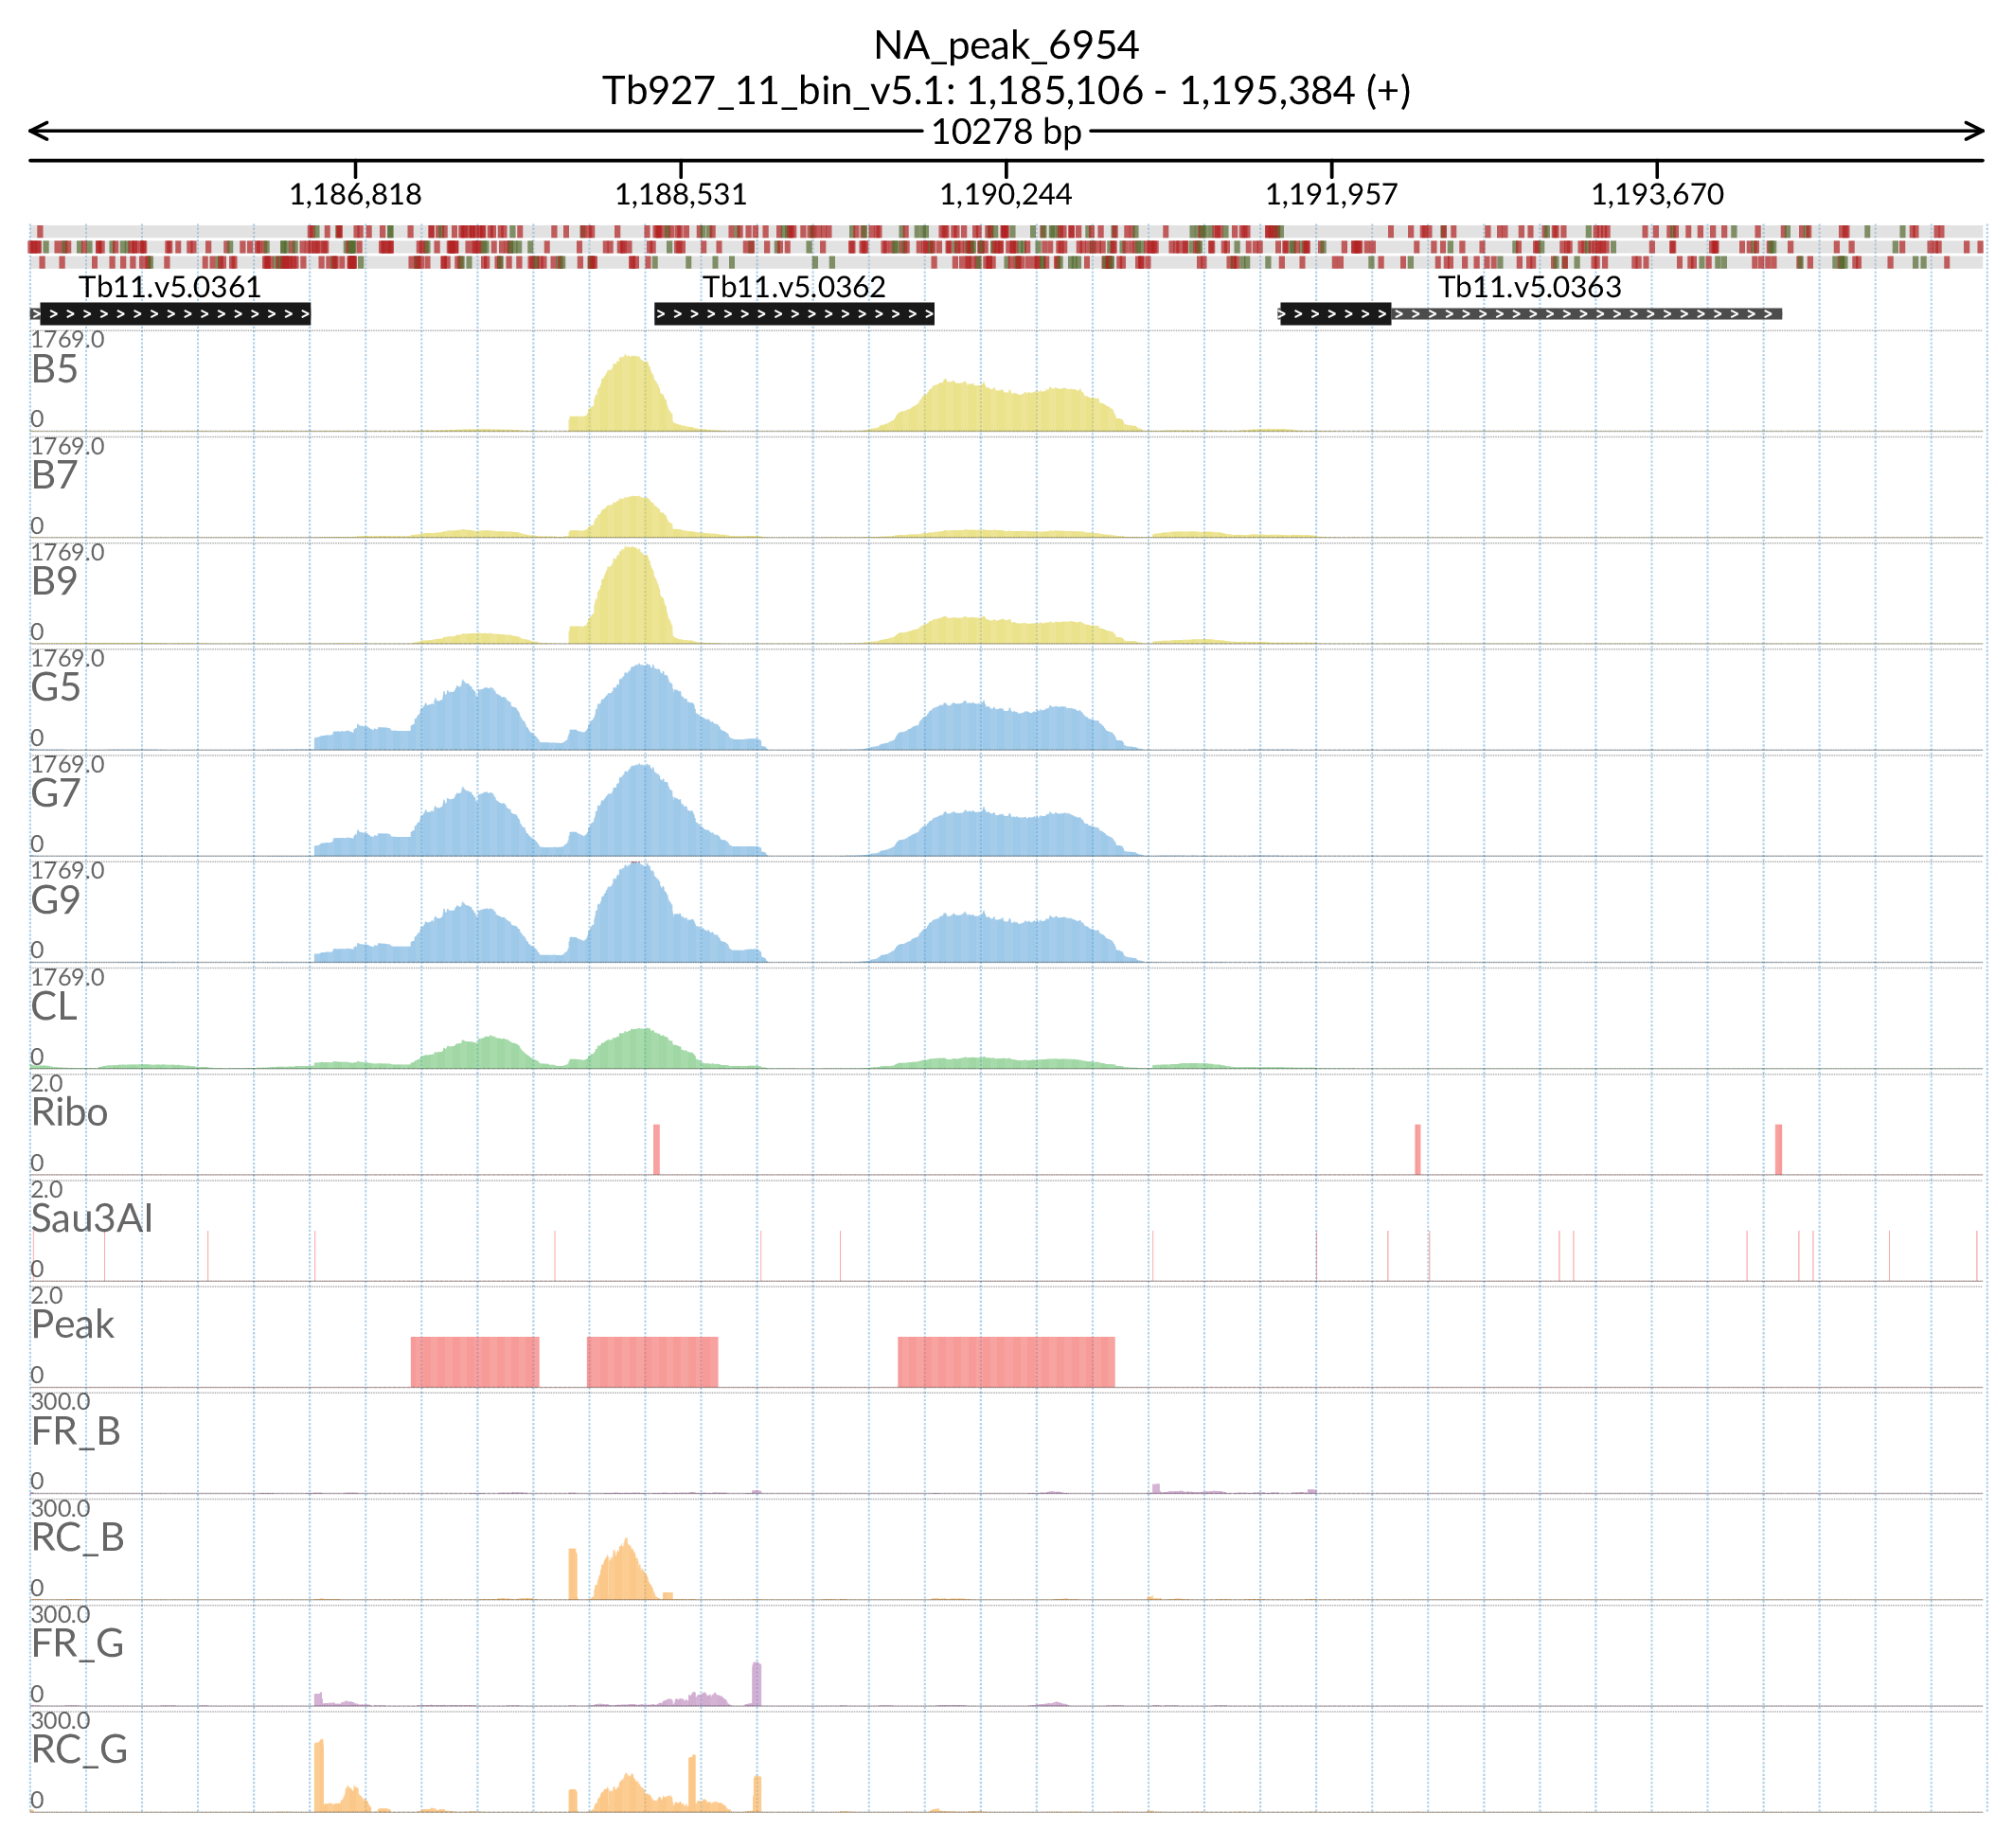 NA_peak_6954
Tb927_11_bin_v5.1: 1,185,106 - 1,195,384 (+)
10278 bp
1,186,818 1,188,531 1,190,244 1,191,957 1,193,670
Tb11.v5.0361 Tb11.v5.0362 Tb11.v5.0363
1769.0
B5
0
1769.0
B7
0
1769.0
B9
0
1769.0
G5
0
1769.0
G7
0
1769.0
G9
0
1769.0
CL
0
2.0
Ribo
0
2.0
Sau3AI
0
2.0
Peak
0
300.0
FR_B
0
300.0
RC_B
0
300.0
FR_G
0
300.0
RC_G
0